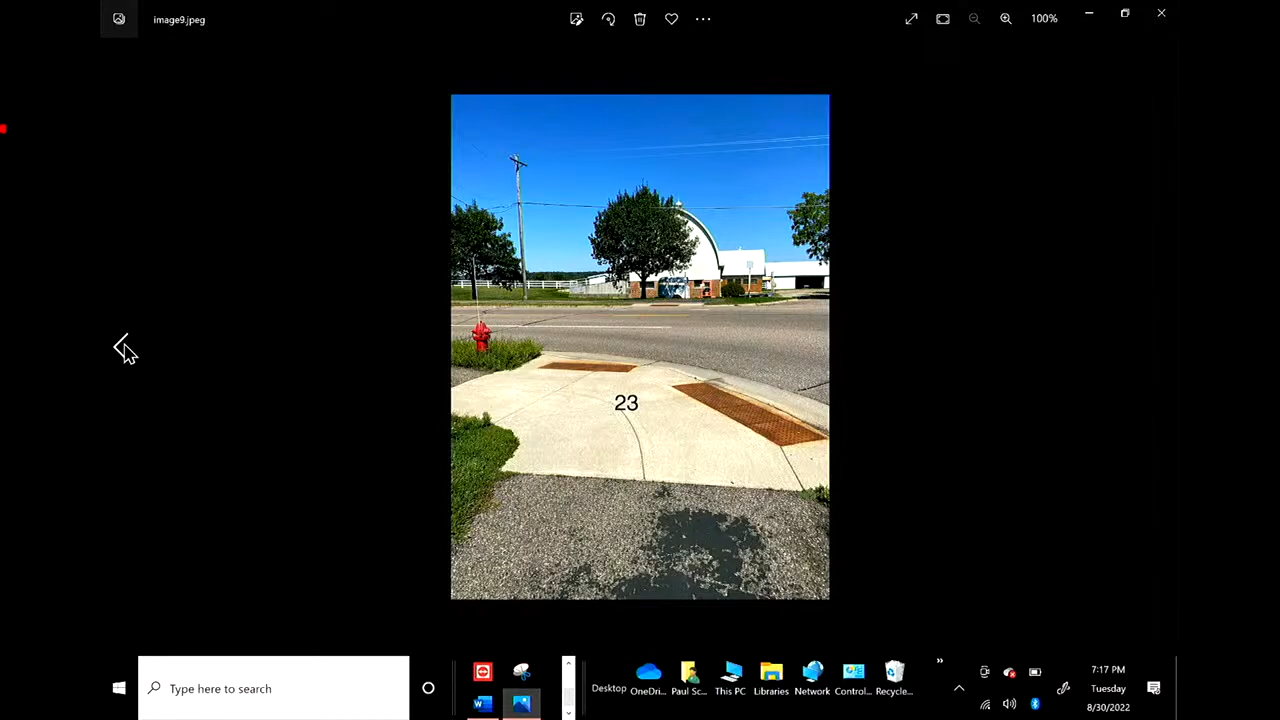 image9.jpeg
100%
23
Type here to search
Desktop
OneDri...
Paul Sc...
This PC
Libraries
Network
Control...
Recycle...
»
7:17 PM
Tuesday
8/30/2022